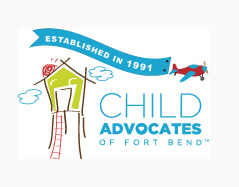 ESTABLISHED IN 1991
CHILD
ADVOCATES
OF FORT BEND™